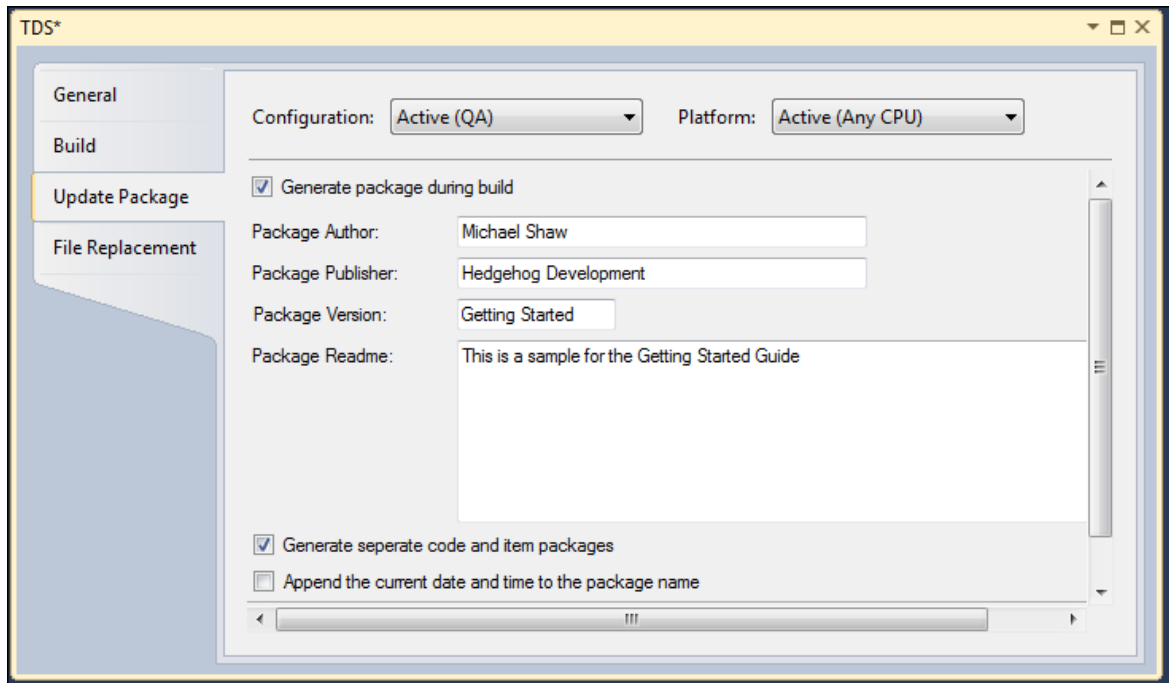 TDS*
General
Build
Update Package
File Replacement
Configuration: Active (QA) Platform: Active (Any CPU)
Generate package during build
Package Author: Michael Shaw
Package Publisher: Hedgehog Development
Package Version: Getting Started
Package Readme: This is a sample for the Getting Started Guide
Generate seperate code and item packages
Append the current date and time to the package name